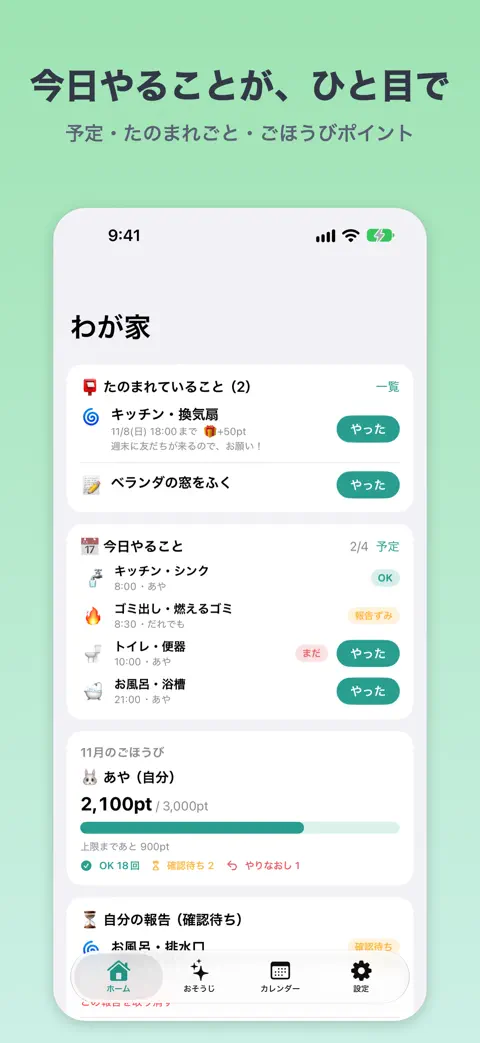 今日やることが、ひと目で
予定・たのまれごと・ごほうびポイント
9:41
わが家
たのまれていること（2） 一覧
キッチン・換気扇
11/8(日) 18:00まで 🎁+50pt
週末に友だちが来るので、お願い！
やった
ベランダの窓をふく
やった
17 今日やること 2/4 予定
キッチン・シンク
8:00・あや
OK
ゴミ出し・燃えるゴミ
8:30・だれでも
報告ずみ
トイレ・便器
10:00・あや
まだ やった
お風呂・浴槽
21:00・あや
やった
11月のごほうび
あや（自分）
2,100pt / 3,000pt
上限まであと 900pt
OK 18回 確認待ち 2 やりなおし 1
自分の報告（確認待ち）
お風呂・排水口 確認待ち
この報告を取り消す
ホーム おそうじ カレンダー 設定